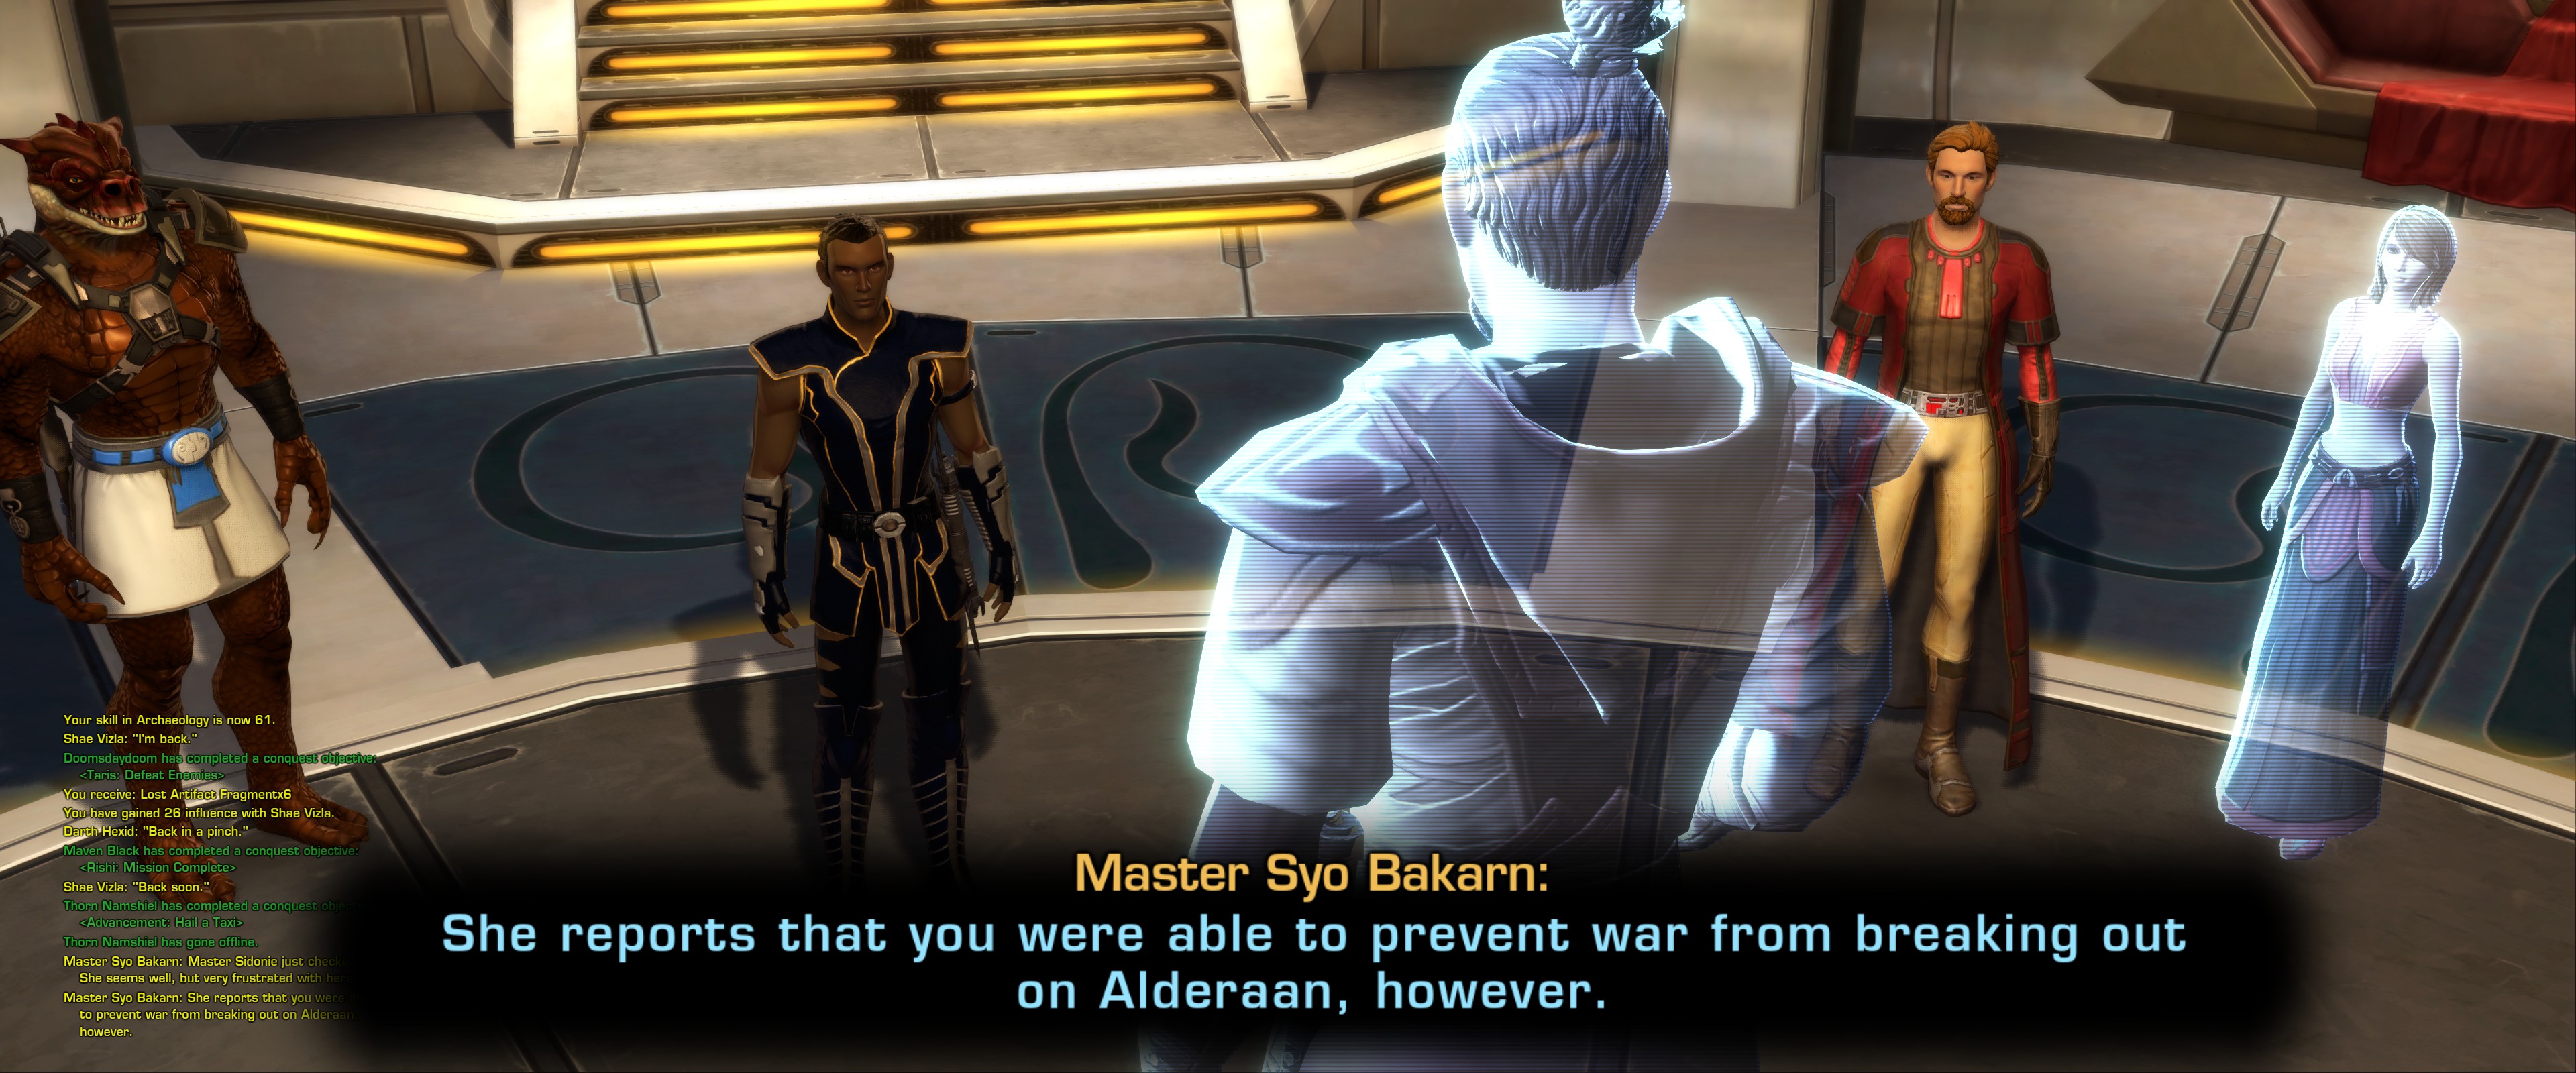 Your skill in Archaeology is now 61.
Shae Vizla: "I'm back."
Doomsdaydoom has completed a conquest objective:
<Taris: Defeat Enemies>
You receive: Lost Artifact Fragmentx6
You have gained 26 influence with Shae Vizla.
Darth Hexid: "Back in a pinch."
Maven Black has completed a conquest objective:
<Rishi: Mission Complete>
Shae Vizla: "Back soon."
Thorn Namshiel has completed a conquest
<Advancement: Hail a Taxi>
Thorn Namshiel has gone offline.
Master Syo Bakarn: Master Sidonie just
She seems well, but very frustrated with
Master Syo Bakarn: She reports that you were
to prevent war from breaking out on Alderaan,
however.
Master Syo Bakarn:
She reports that you were able to prevent war from breaking out
on Alderaan, however.